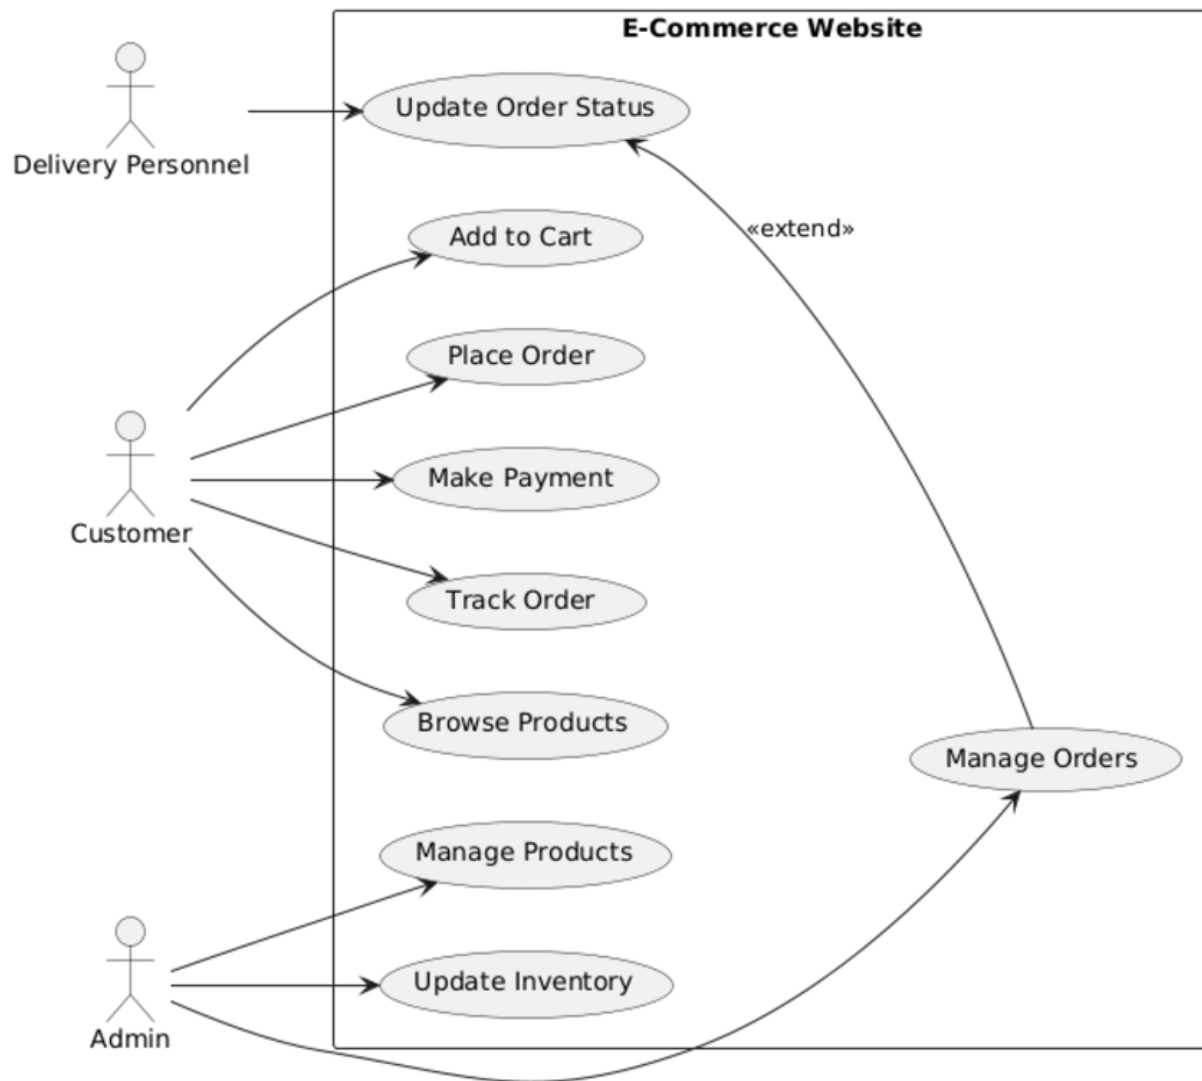 E-Commerce Website
Update Order Status
Delivery Personnel
«extend»
Add to Cart
Place Order
Make Payment
Customer
Track Order
Browse Products
Manage Orders
Manage Products
Update Inventory
Admin